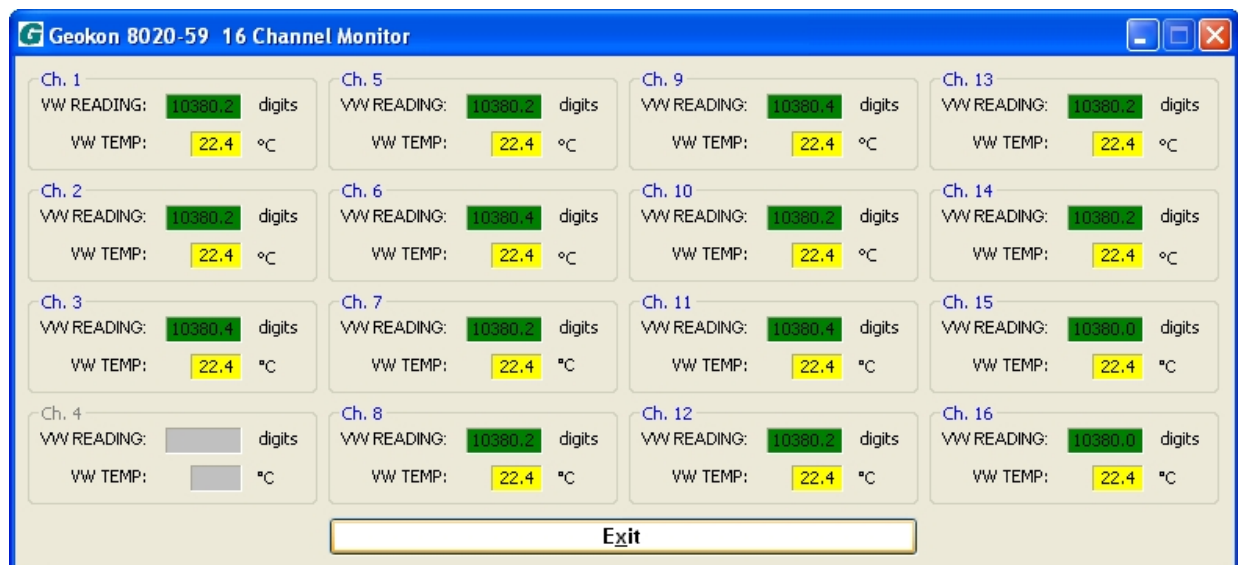 Geokon 8020-59 16 Channel Monitor
Ch. 1 Ch. 5 Ch. 9 Ch. 13
VW READING: 10380.2 digits VW READING: 10380.2 digits VW READING: 10380.4 digits VW READING: 10380.2 digits
VW TEMP: 22.4 °C VW TEMP: 22.4 °C VW TEMP: 22.4 °C VW TEMP: 22.4 °C
Ch. 2 Ch. 6 Ch. 10 Ch. 14
VW READING: 10380.2 digits VW READING: 10380.4 digits VW READING: 10380.2 digits VW READING: 10380.2 digits
VW TEMP: 22.4 °C VW TEMP: 22.4 °C VW TEMP: 22.4 °C VW TEMP: 22.4 °C
Ch. 3 Ch. 7 Ch. 11 Ch. 15
VW READING: 10380.4 digits VW READING: 10380.2 digits VW READING: 10380.4 digits VW READING: 10380.0 digits
VW TEMP: 22.4 °C VW TEMP: 22.4 °C VW TEMP: 22.4 °C VW TEMP: 22.4 °C
Ch. 4 Ch. 8 Ch. 12 Ch. 16
VW READING: digits VW READING: 10380.2 digits VW READING: 10380.2 digits VW READING: 10380.0 digits
VW TEMP: °C VW TEMP: 22.4 °C VW TEMP: 22.4 °C VW TEMP: 22.4 °C
Exit